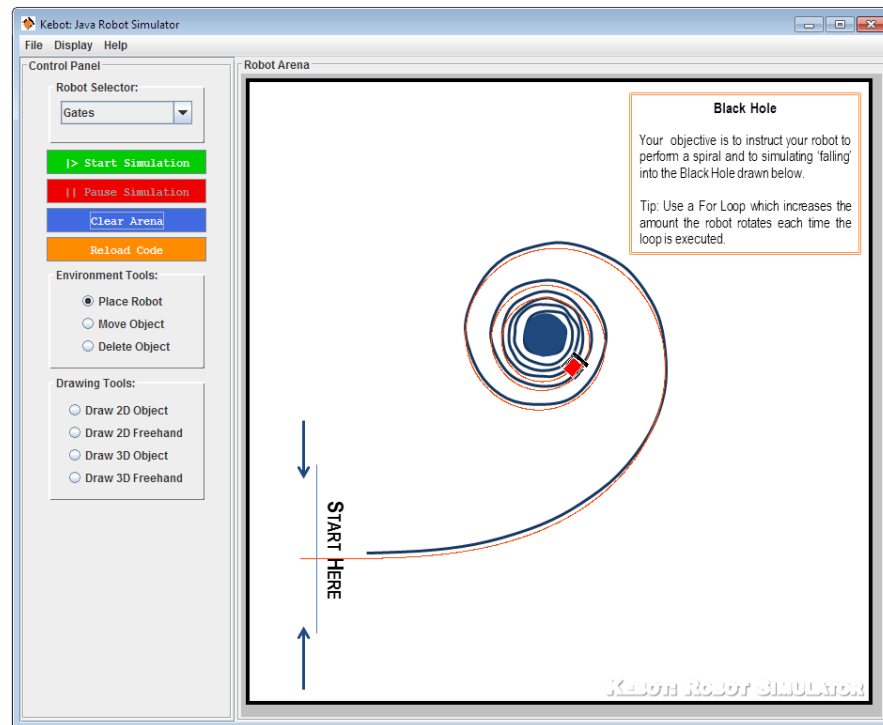 Kebot: Java Robot Simulator
File Display Help
Control Panel
Robot Selector:
Gates
|> Start Simulation
|| Pause Simulation
Clear Arena
Reload Code
Environment Tools:
Place Robot
Move Object
Delete Object
Drawing Tools:
Draw 2D Object
Draw 2D Freehand
Draw 3D Object
Draw 3D Freehand
Robot Arena
Black Hole
Your objective is to instruct your robot to
perform a spiral and to simulating 'falling'
into the Black Hole drawn below.
Tip: Use a For Loop which increases the
amount the robot rotates each time the
loop is executed.
START HERE
KEBOT: ROBOT SIMULATOR